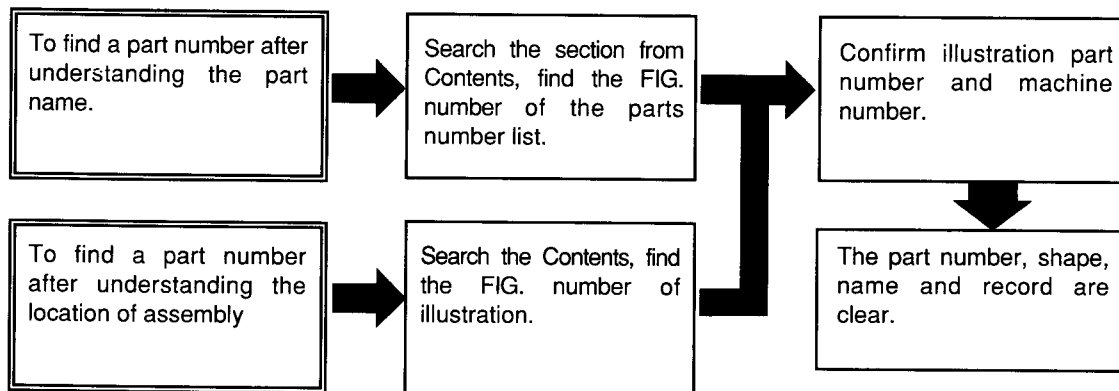 To find a part number after
understanding the part
name.
Search the section from
Contents, find the FIG.
number of the parts
number list.
Confirm illustration part
number and machine
number.
To find a part number
after understanding the
location of assembly
Search the Contents, find
the FIG. number of
illustration.
The part number, shape,
name and record are
clear.